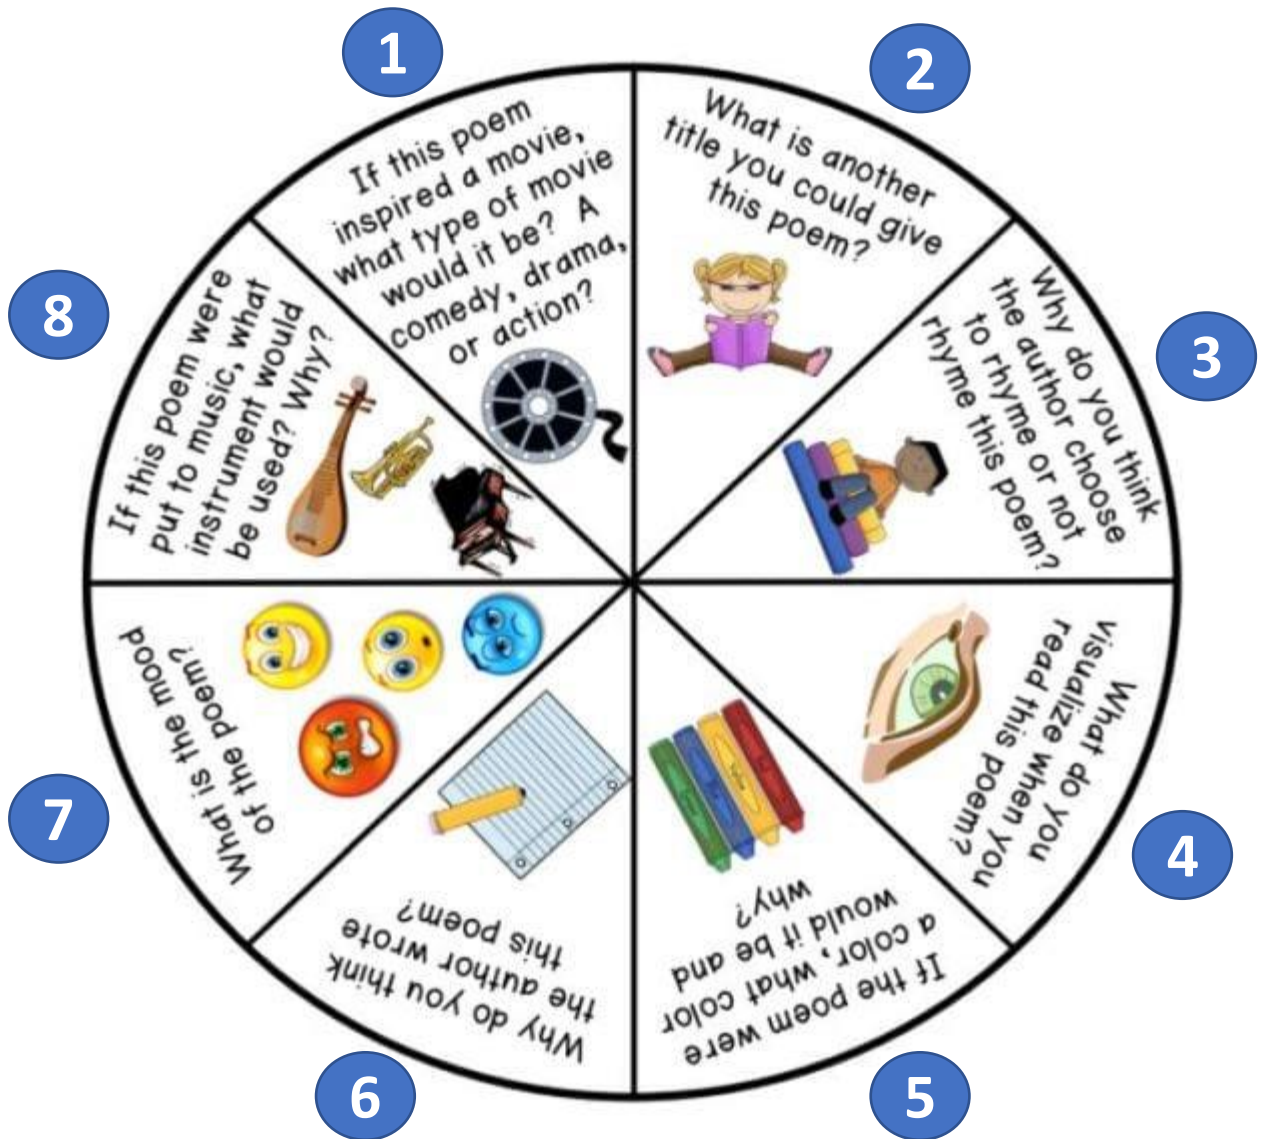 1
If this poem
inspired a movie,
what type of movie
would it be? A
comedy, drama,
or action?
2
What is another
title you could give
this poem?
3
Why do you think
the author choose
to rhyme or not
rhyme this poem?
4
What do you
visualize when you
read this poem?
5
If the poem were
a color, what color
would it be and
why?
6
Why do you think
the author wrote
this poem?
7
What is the mood
of the poem?
8
If this poem were
put to music, what
instrument would
be used? Why?